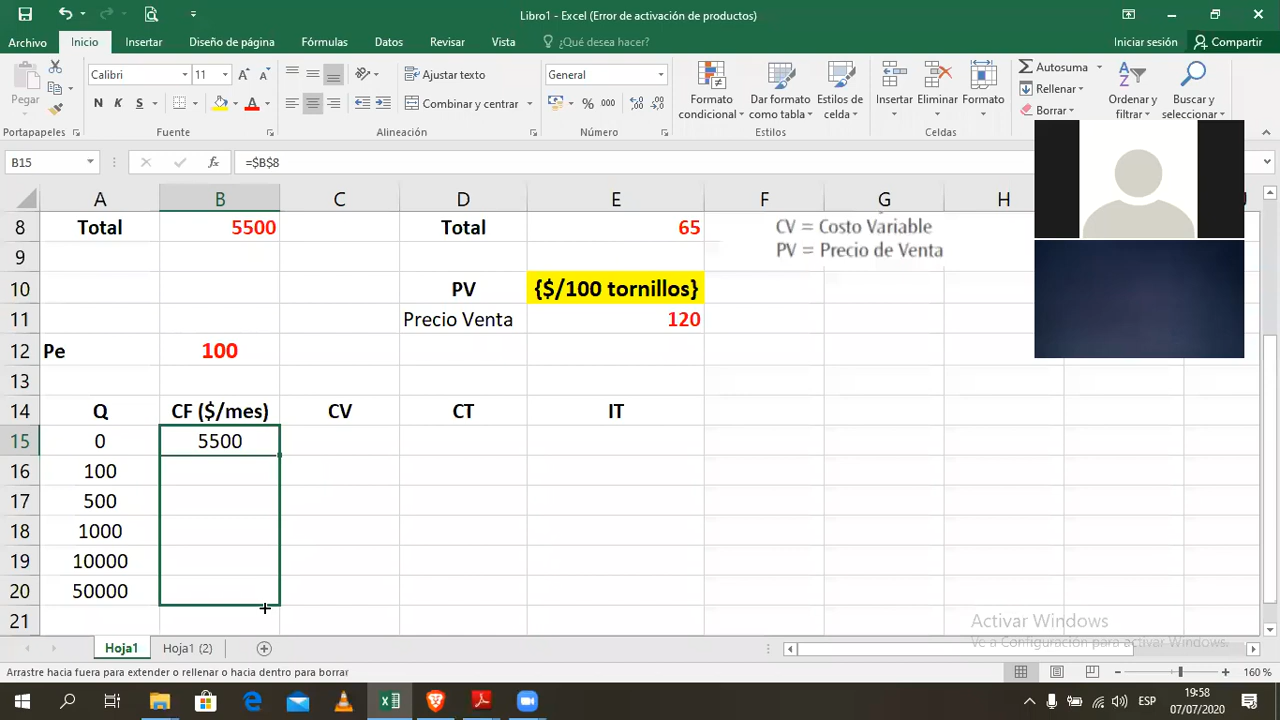 Libro1 - Excel (Error de activación de productos)
Archivo Inicio Insertar Diseño de página Fórmulas Datos Revisar Vista ¿Qué desea hacer? Iniciar sesión Compartir
Pegar
Calibri 11
N K S
Ajustar texto
Combinar y centrar
General
% 000
Formato condicional
Dar formato como tabla
Estilos de celda
Insertar Eliminar Formato
Autosuma
Rellenar
Borrar
Ordenar y filtrar
Buscar y seleccionar
Portapapeles Fuente Alineación Número Estilos Celdas
B15 fx =$B$8
A B C D E F G H
8 Total 5500 Total 65
CV = Costo Variable
9
PV = Precio de Venta
10 PV {$/100 tornillos}
11 Precio Venta 120
12 Pe 100
13
14 Q CF ($/mes) CV CT IT
15 0 5500
16 100
17 500
18 1000
19 10000
20 50000
21
Activar Windows
Ve a Configuración para activar Windows.
Hoja1 Hoja1 (2)
Arrastre hacia fuera para extender o rellenar o hacia dentro para borrar
160 %
ESP
19:58
07/07/2020